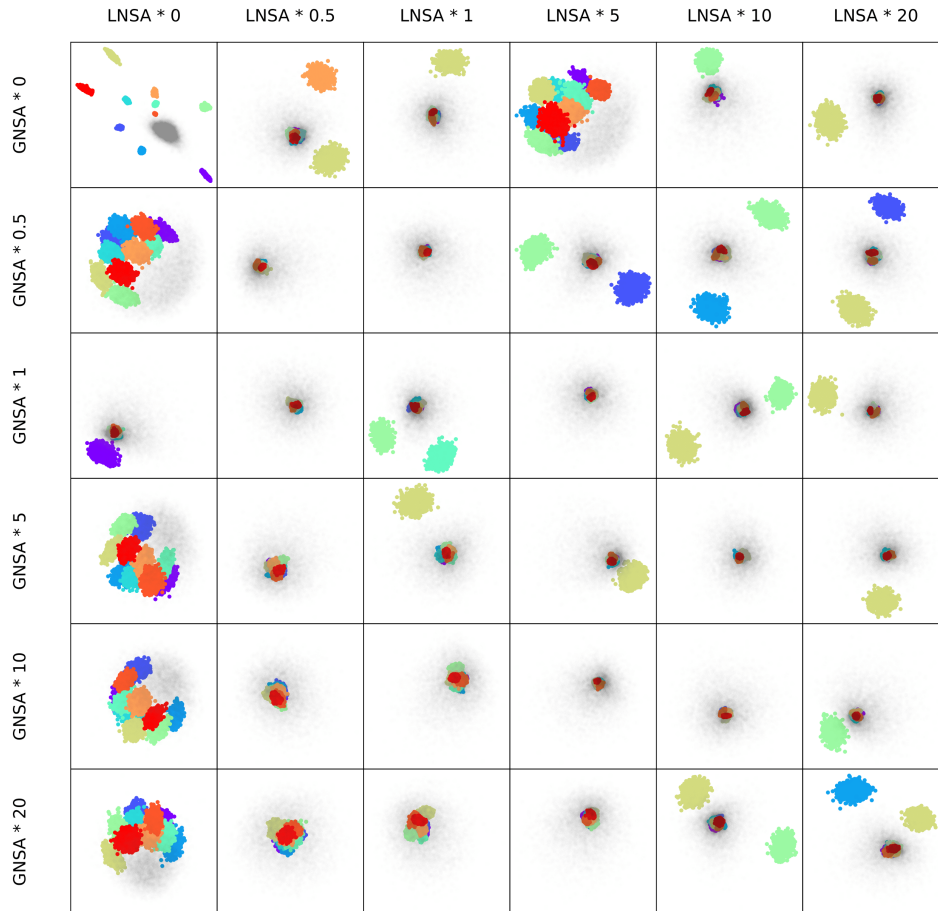 LNSA * 0
LNSA * 0.5
LNSA * 1
LNSA * 5
LNSA * 10
LNSA * 20
GNSA * 0
GNSA * 0.5
GNSA * 1
GNSA * 5
GNSA * 10
GNSA * 20